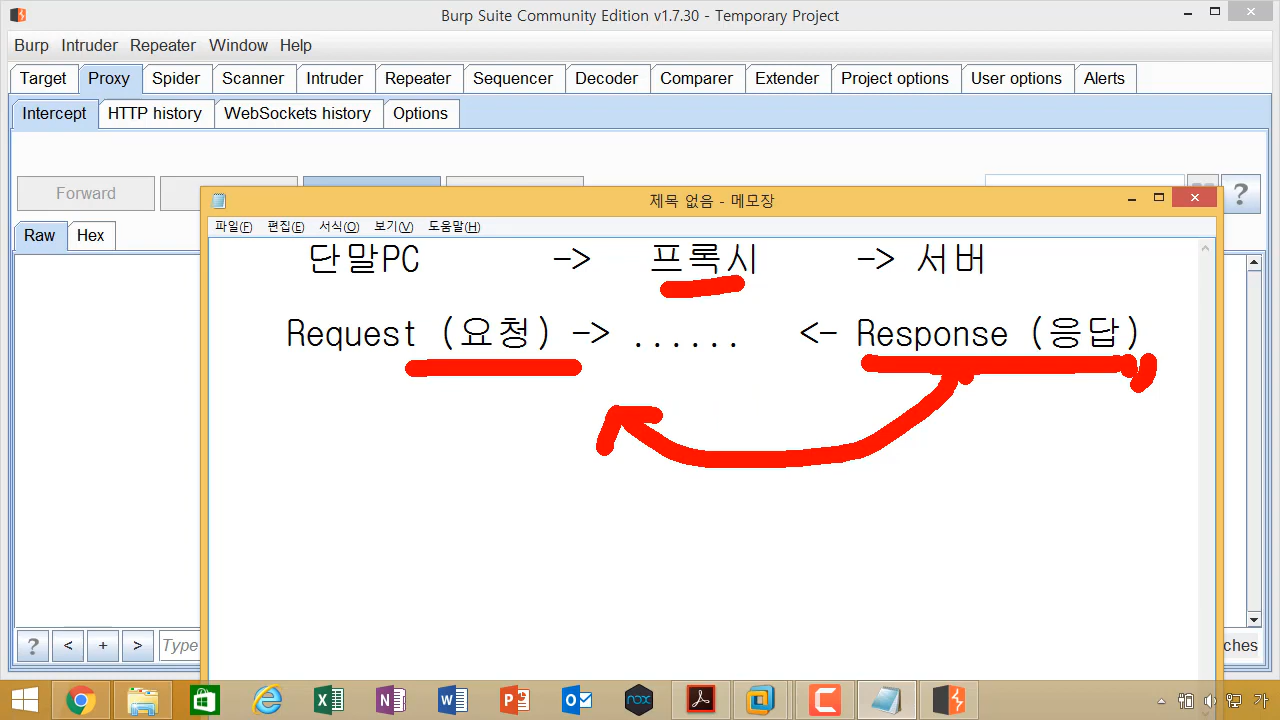 Burp Suite Community Edition v1.7.30 - Temporary Project
Burp Intruder Repeater Window Help
Target Proxy Spider Scanner Intruder Repeater Sequencer Decoder Comparer Extender Project options User options Alerts
Intercept HTTP history WebSockets history Options
Forward ?
제목 없음 - 메모장
Raw Hex
파일(F) 편집(E) 서식(O) 보기(V) 도움말(H)
단말PC -> 프록시 -> 서버
Request (요청) -> ...... <- Response (응답)
? < + > Type ches
가